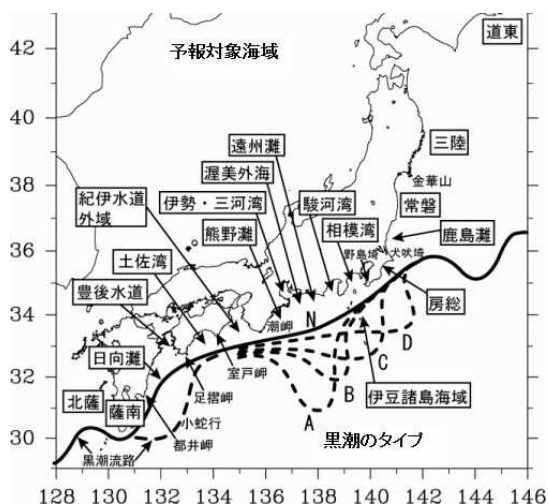 42
40
38
36
34
32
30
128
130
132
134
136
138
140
142
144
146
予報対象海域
道東
三陸
金華山
遠州灘
渥美外海
紀伊水道
外域
伊勢・三河湾
駿河湾
常磐
熊野灘
相模湾
鹿島灘
野島埼
犬吠埼
土佐湾
豊後水道
潮岬
N
房総
日向灘
室戸岬
D
足摺岬
C
B
伊豆諸島海域
北薩
薩南
小蛇行
A
都井岬
黒潮流路
黒潮のタイプ